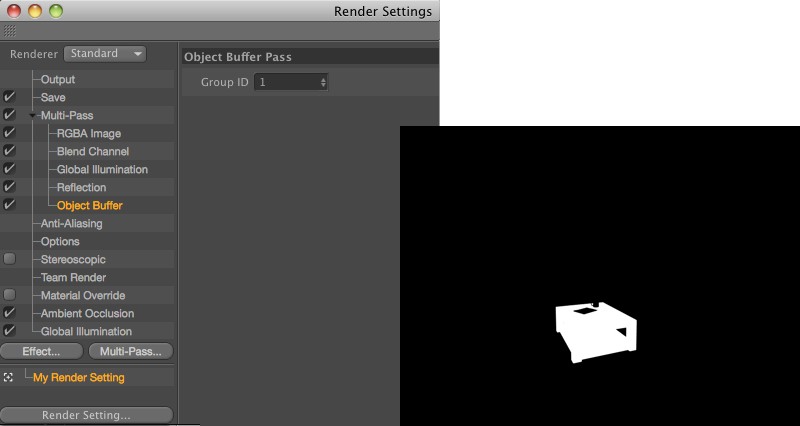 Render Settings
Renderer Standard
Output
Save
Multi-Pass
RGBA Image
Blend Channel
Global Illumination
Reflection
Object Buffer
Anti-Aliasing
Options
Stereoscopic
Team Render
Material Override
Ambient Occlusion
Global Illumination
Effect... Multi-Pass...
My Render Setting
Render Setting...
Object Buffer Pass
Group ID 1